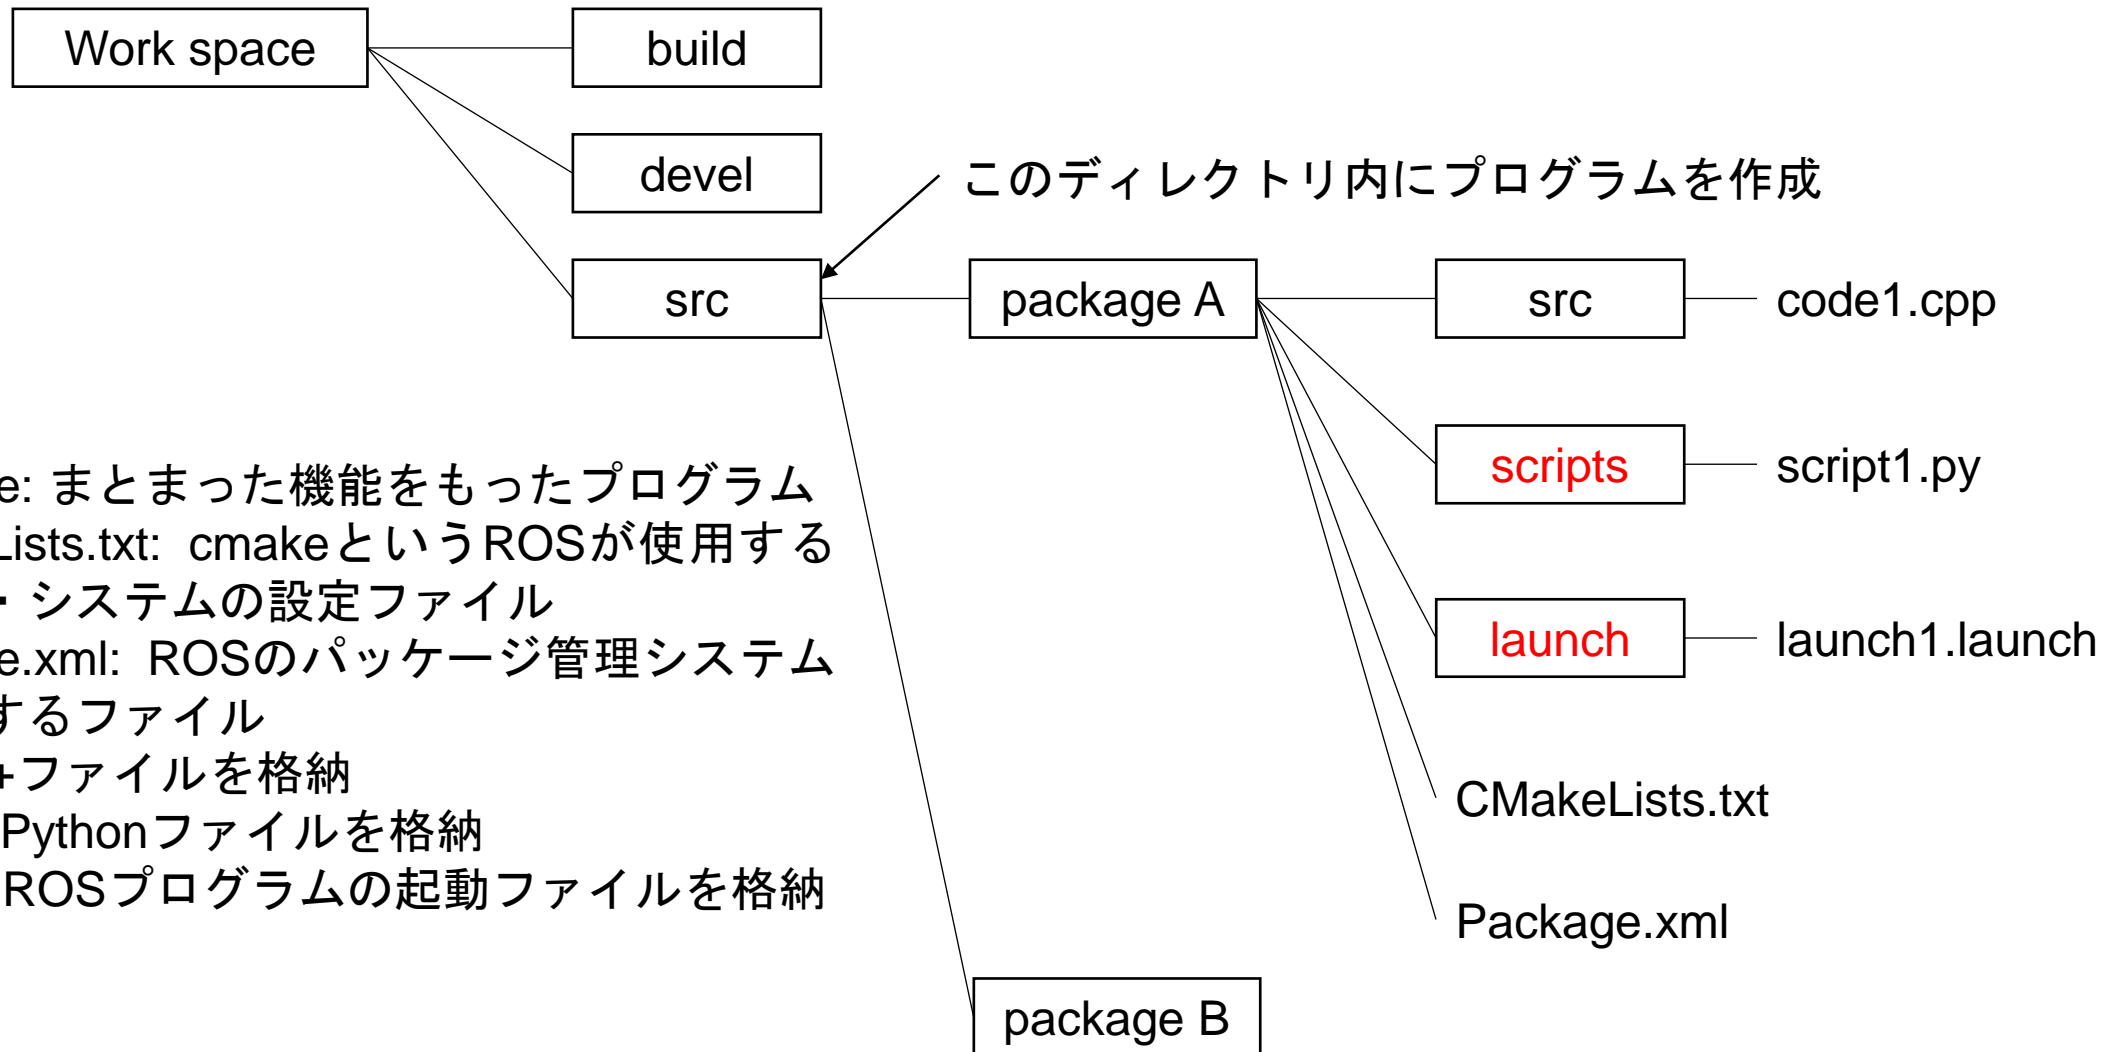 Work space
build
devel
このディレクトリ内にプログラムを作成
src
package A
src
code1.cpp
scripts
script1.py
launch
launch1.launch
CMakeLists.txt
Package.xml
package B
e: まとまった機能をもったプログラム
Lists.txt: cmakeというROSが使用する
・システムの設定ファイル
e.xml: ROSのパッケージ管理システム
するファイル
+ファイルを格納
Pythonファイルを格納
ROSプログラムの起動ファイルを格納